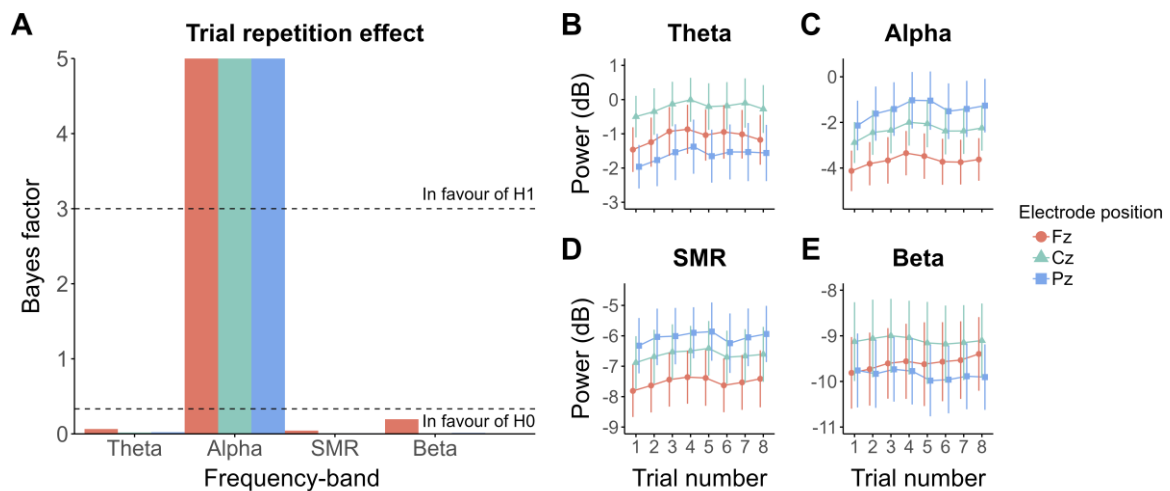 A
Trial repetition effect
Bayes factor
5
4
3
2
1
0
In favour of H1
In favour of H0
Theta Alpha SMR Beta
Frequency-band
B
Theta
Power (dB)
1
0
-1
-2
-3
C
Alpha
0
-2
-4
D
SMR
Power (dB)
-5
-6
-7
-8
-9
1 2 3 4 5 6 7 8
Trial number
E
Beta
-8
-9
-10
-11
1 2 3 4 5 6 7 8
Trial number
Electrode position
Fz
Cz
Pz